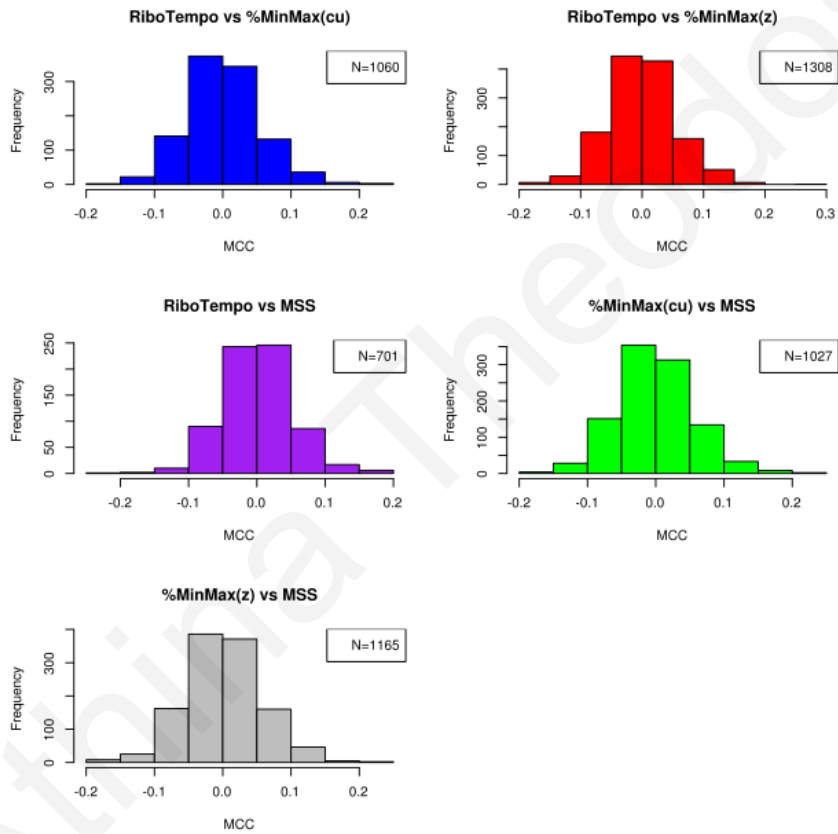 RiboTempo vs %MinMax(cu)
N=1060
Frequency
0 100 300
-0.2 -0.1 0.0 0.1 0.2
MCC
RiboTempo vs %MinMax(z)
N=1308
Frequency
0 200 400
-0.2 -0.1 0.0 0.1 0.2 0.3
MCC
RiboTempo vs MSS
N=701
Frequency
0 50 150 250
-0.2 -0.1 0.0 0.1 0.2
MCC
%MinMax(cu) vs MSS
N=1027
Frequency
0 100 300
-0.2 -0.1 0.0 0.1 0.2
MCC
%MinMax(z) vs MSS
N=1165
Frequency
0 100 300
-0.2 -0.1 0.0 0.1 0.2
MCC